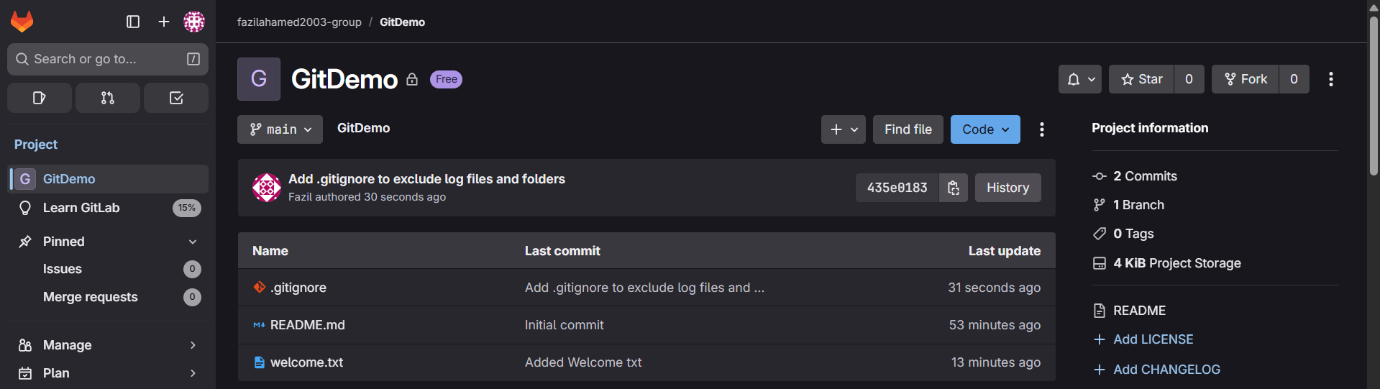 fazilahamed2003-group / GitDemo
Search or go to... /
Project
G GitDemo
Learn GitLab 15%
Pinned
Issues 0
Merge requests 0
Manage
Plan
G GitDemo Free
Star 0 Fork 0
main GitDemo Find file Code
Add .gitignore to exclude log files and folders
Fazil authored 30 seconds ago
435e0183 History
Name Last commit Last update
.gitignore Add .gitignore to exclude log files and ... 31 seconds ago
README.md Initial commit 53 minutes ago
welcome.txt Added Welcome txt 13 minutes ago
Project information
2 Commits
1 Branch
0 Tags
4 KiB Project Storage
README
+ Add LICENSE
+ Add CHANGELOG